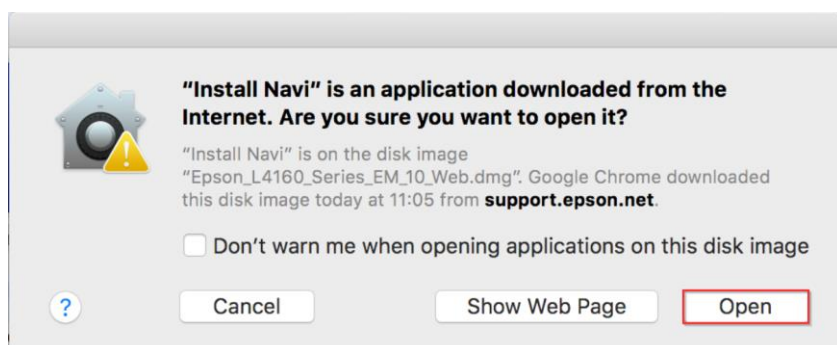 “Install Navi” is an application downloaded from the
Internet. Are you sure you want to open it?
“Install Navi” is on the disk image
“Epson_L4160_Series_EM_10_Web.dmg”. Google Chrome downloaded
this disk image today at 11:05 from support.epson.net.
Don’t warn me when opening applications on this disk image
? Cancel Show Web Page Open